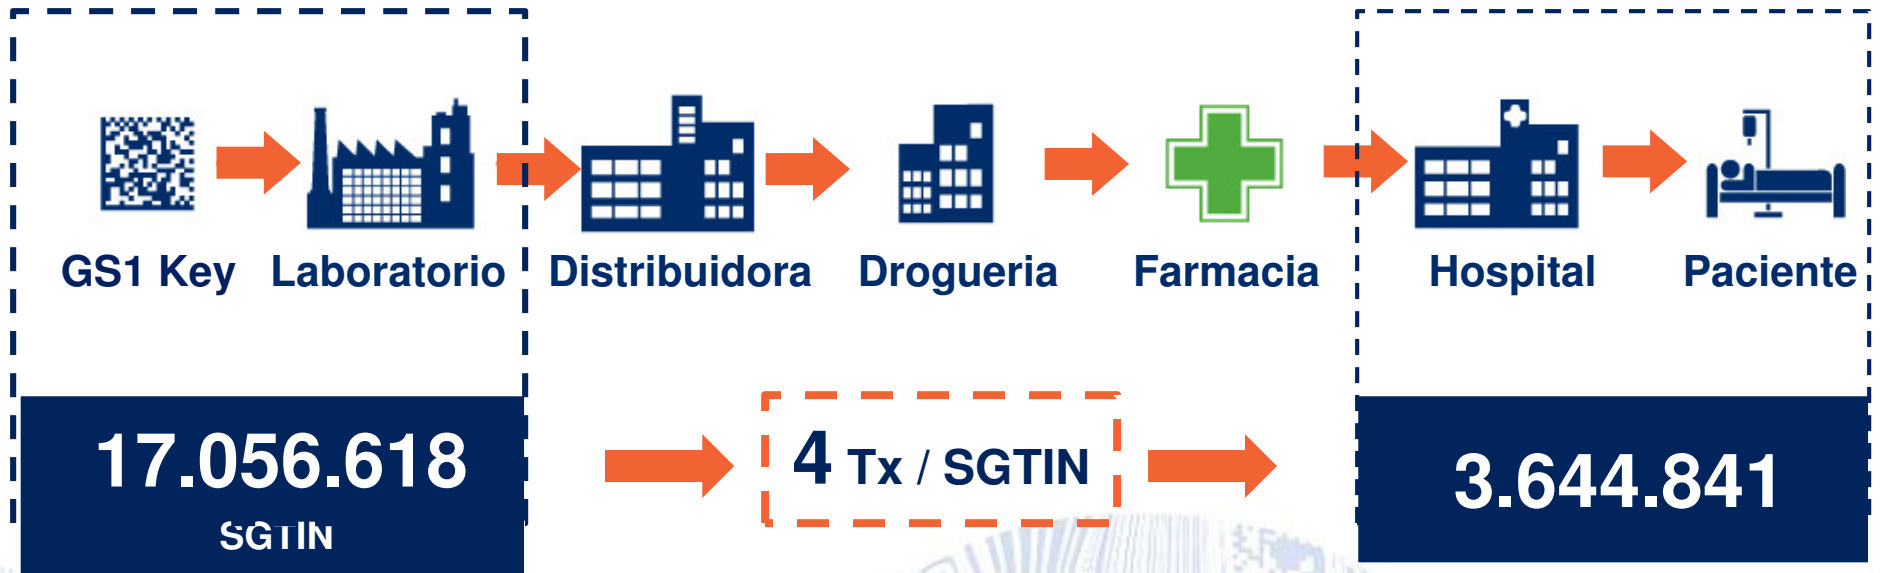 GS1 Key Laboratorio Distribuidora Drogueria Farmacia Hospital Paciente
17.056.618
SGTIN
4 Tx / SGTIN
3.644.841